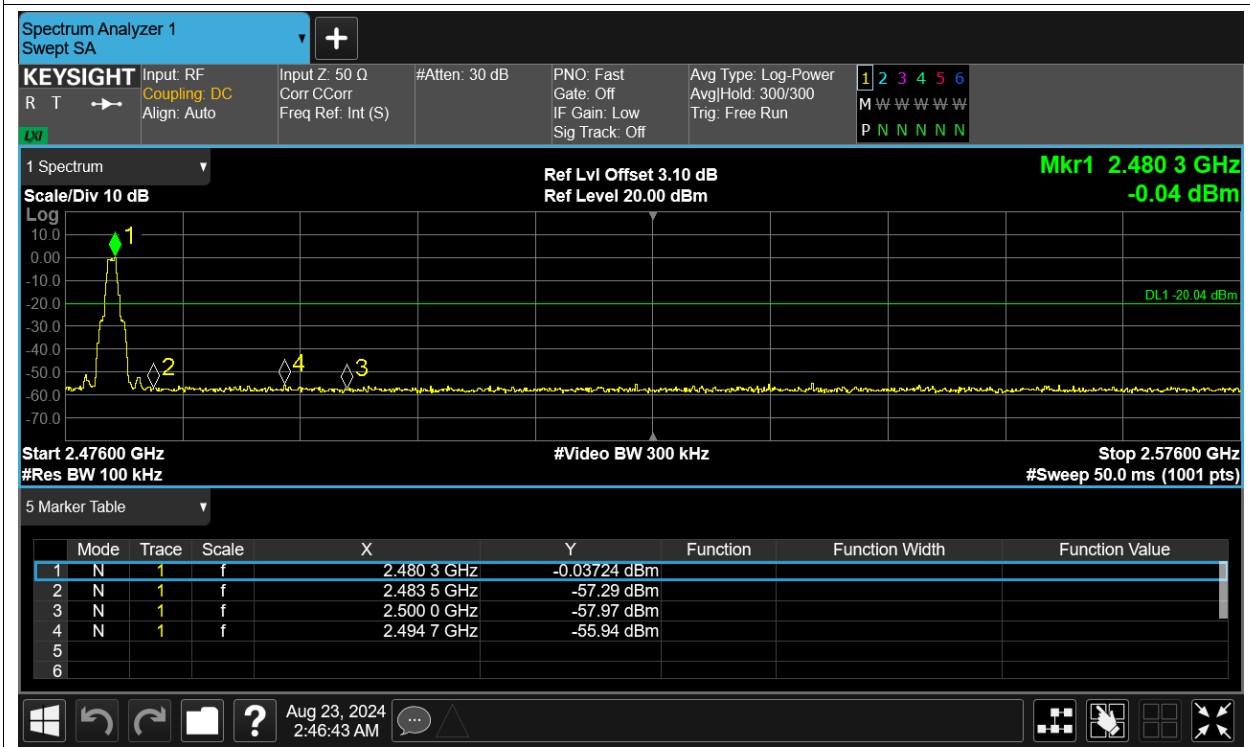 Spectrum Analyzer 1
Swept SA
+
KEYSIGHT Input: RF Input Z: 50 Ω #Atten: 30 dB PNO: Fast Avg Type: Log-Power 1 2 3 4 5 6
R T Coupling: DC Corr CCorr Gate: Off Avg|Hold: 300/300 M W W W W W
Align: Auto Freq Ref: Int (S) IF Gain: Low Trig: Free Run
LXI Sig Track: Off P N N N N N
1 Spectrum Ref Lvl Offset 3.10 dB Mkr1 2.480 3 GHz
Scale/Div 10 dB Ref Level 20.00 dBm -0.04 dBm
Log
10.0 1
0.00
-10.0
-20.0 DL1 -20.04 dBm
-30.0
-40.0
-50.0 2 4 3
-60.0
-70.0
Start 2.47600 GHz #Video BW 300 kHz Stop 2.57600 GHz
#Res BW 100 kHz #Sweep 50.0 ms (1001 pts)
5 Marker Table
Mode Trace Scale X Y Function Function Width Function Value
1 N 1 f 2.480 3 GHz -0.03724 dBm
2 N 1 f 2.483 5 GHz -57.29 dBm
3 N 1 f 2.500 0 GHz -57.97 dBm
4 N 1 f 2.494 7 GHz -55.94 dBm
5
6
? Aug 23, 2024
2:46:43 AM